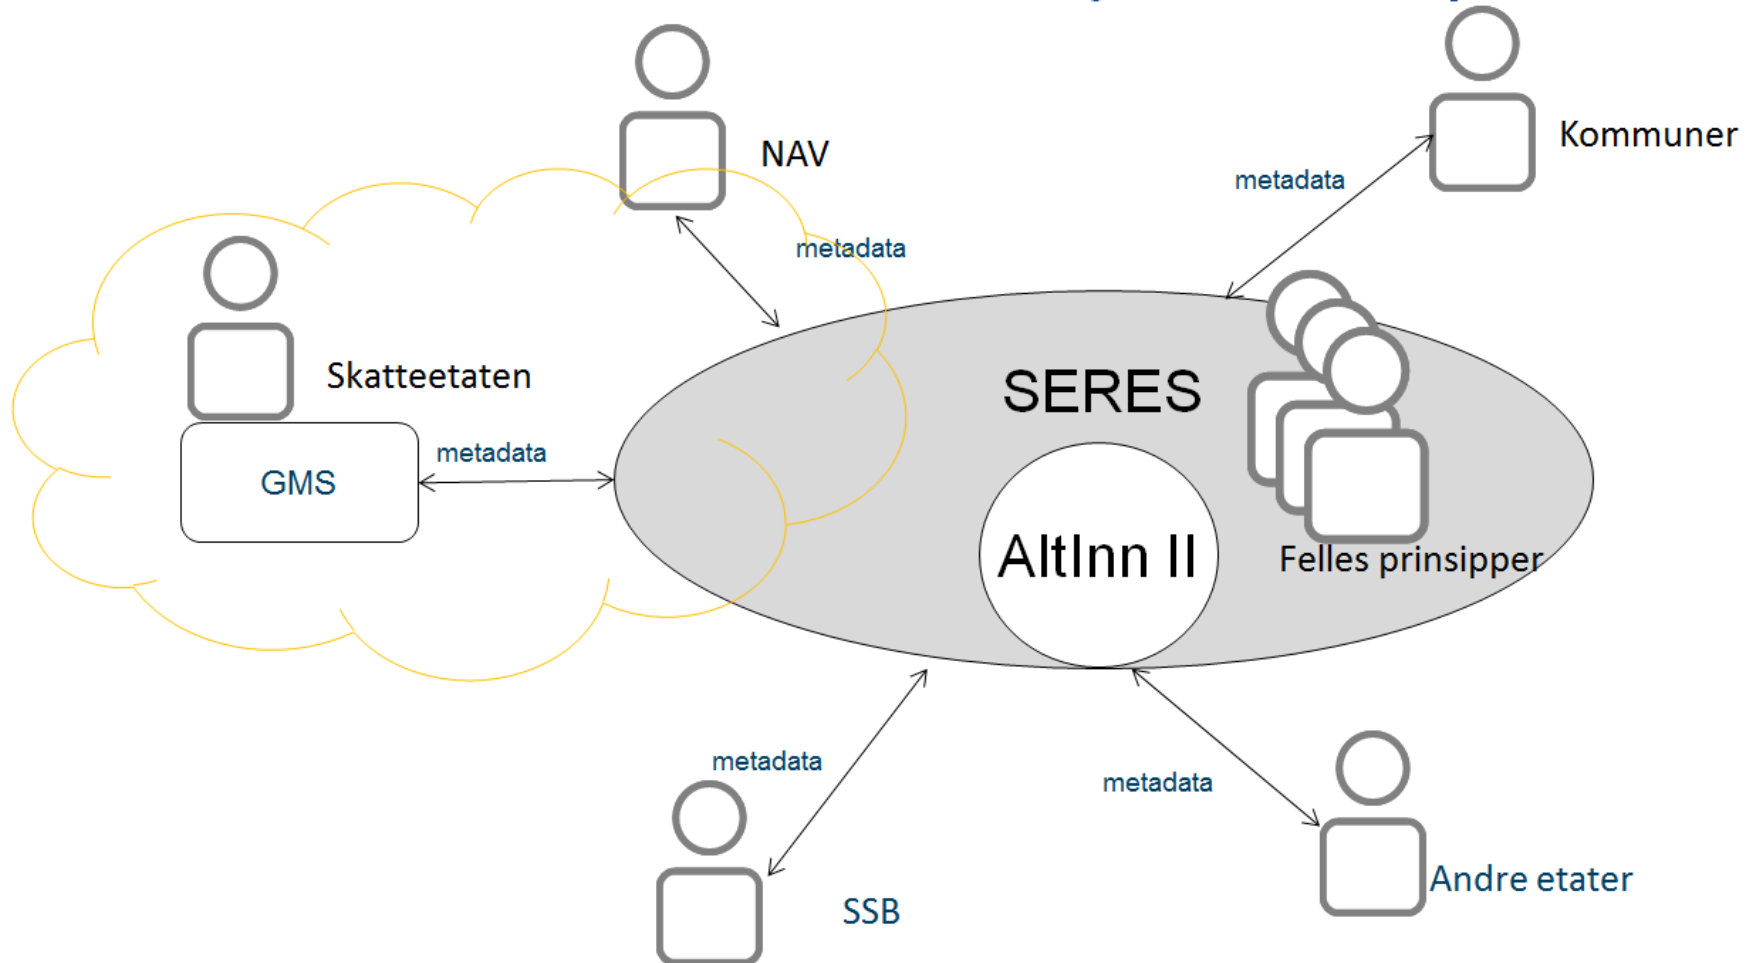 NAV
Kommuner
metadata
metadata
Skatteetaten
SERES
metadata
GMS
AltInn II
Felles prinsipper
metadata
metadata
Andre etater
SSB